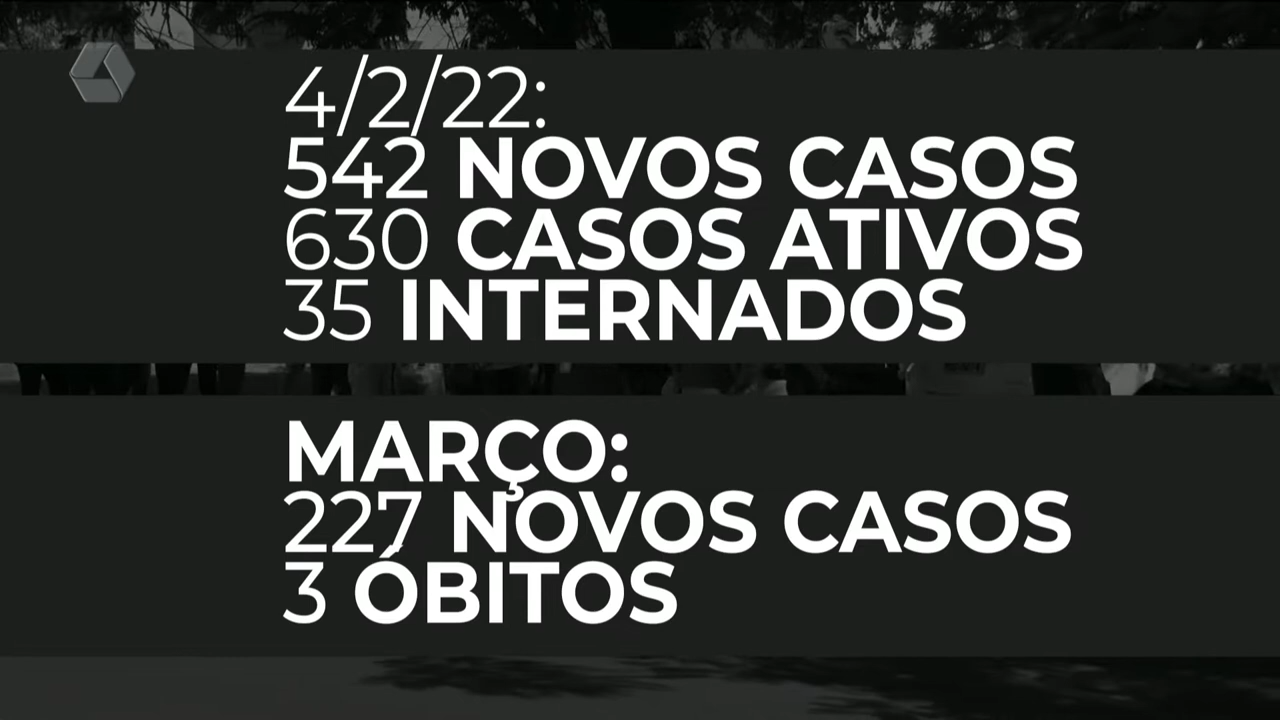 4/2/22:
542 NOVOS CASOS
630 CASOS ATIVOS
35 INTERNADOS
MARÇO:
227 NOVOS CASOS
3 ÓBITOS